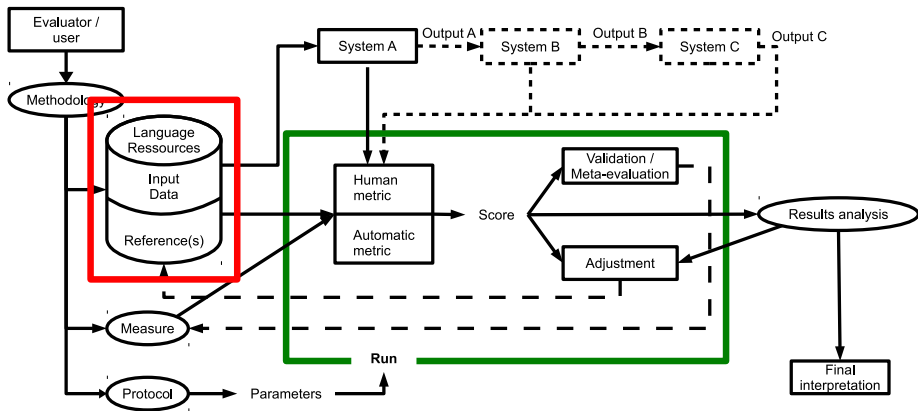 Evaluator /
user
System A
Output A
System B
Output B
System C
Output C
Methodology
Language
Ressources
Input
Data
Reference(s)
Human
metric
Automatic
metric
Score
Validation /
Meta-evaluation
Adjustment
Results analysis
Measure
Run
Protocol
Parameters
Final
interpretation